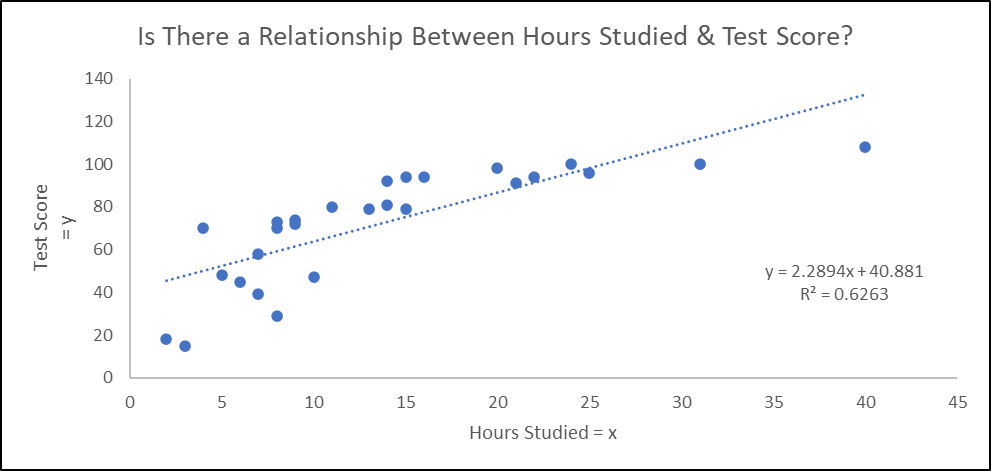 Is There a Relationship Between Hours Studied & Test Score?
140
120
100
80
60
40
20
0
Test Score
= y
y = 2.2894x + 40.881
R² = 0.6263
0 5 10 15 20 25 30 35 40 45
Hours Studied = x